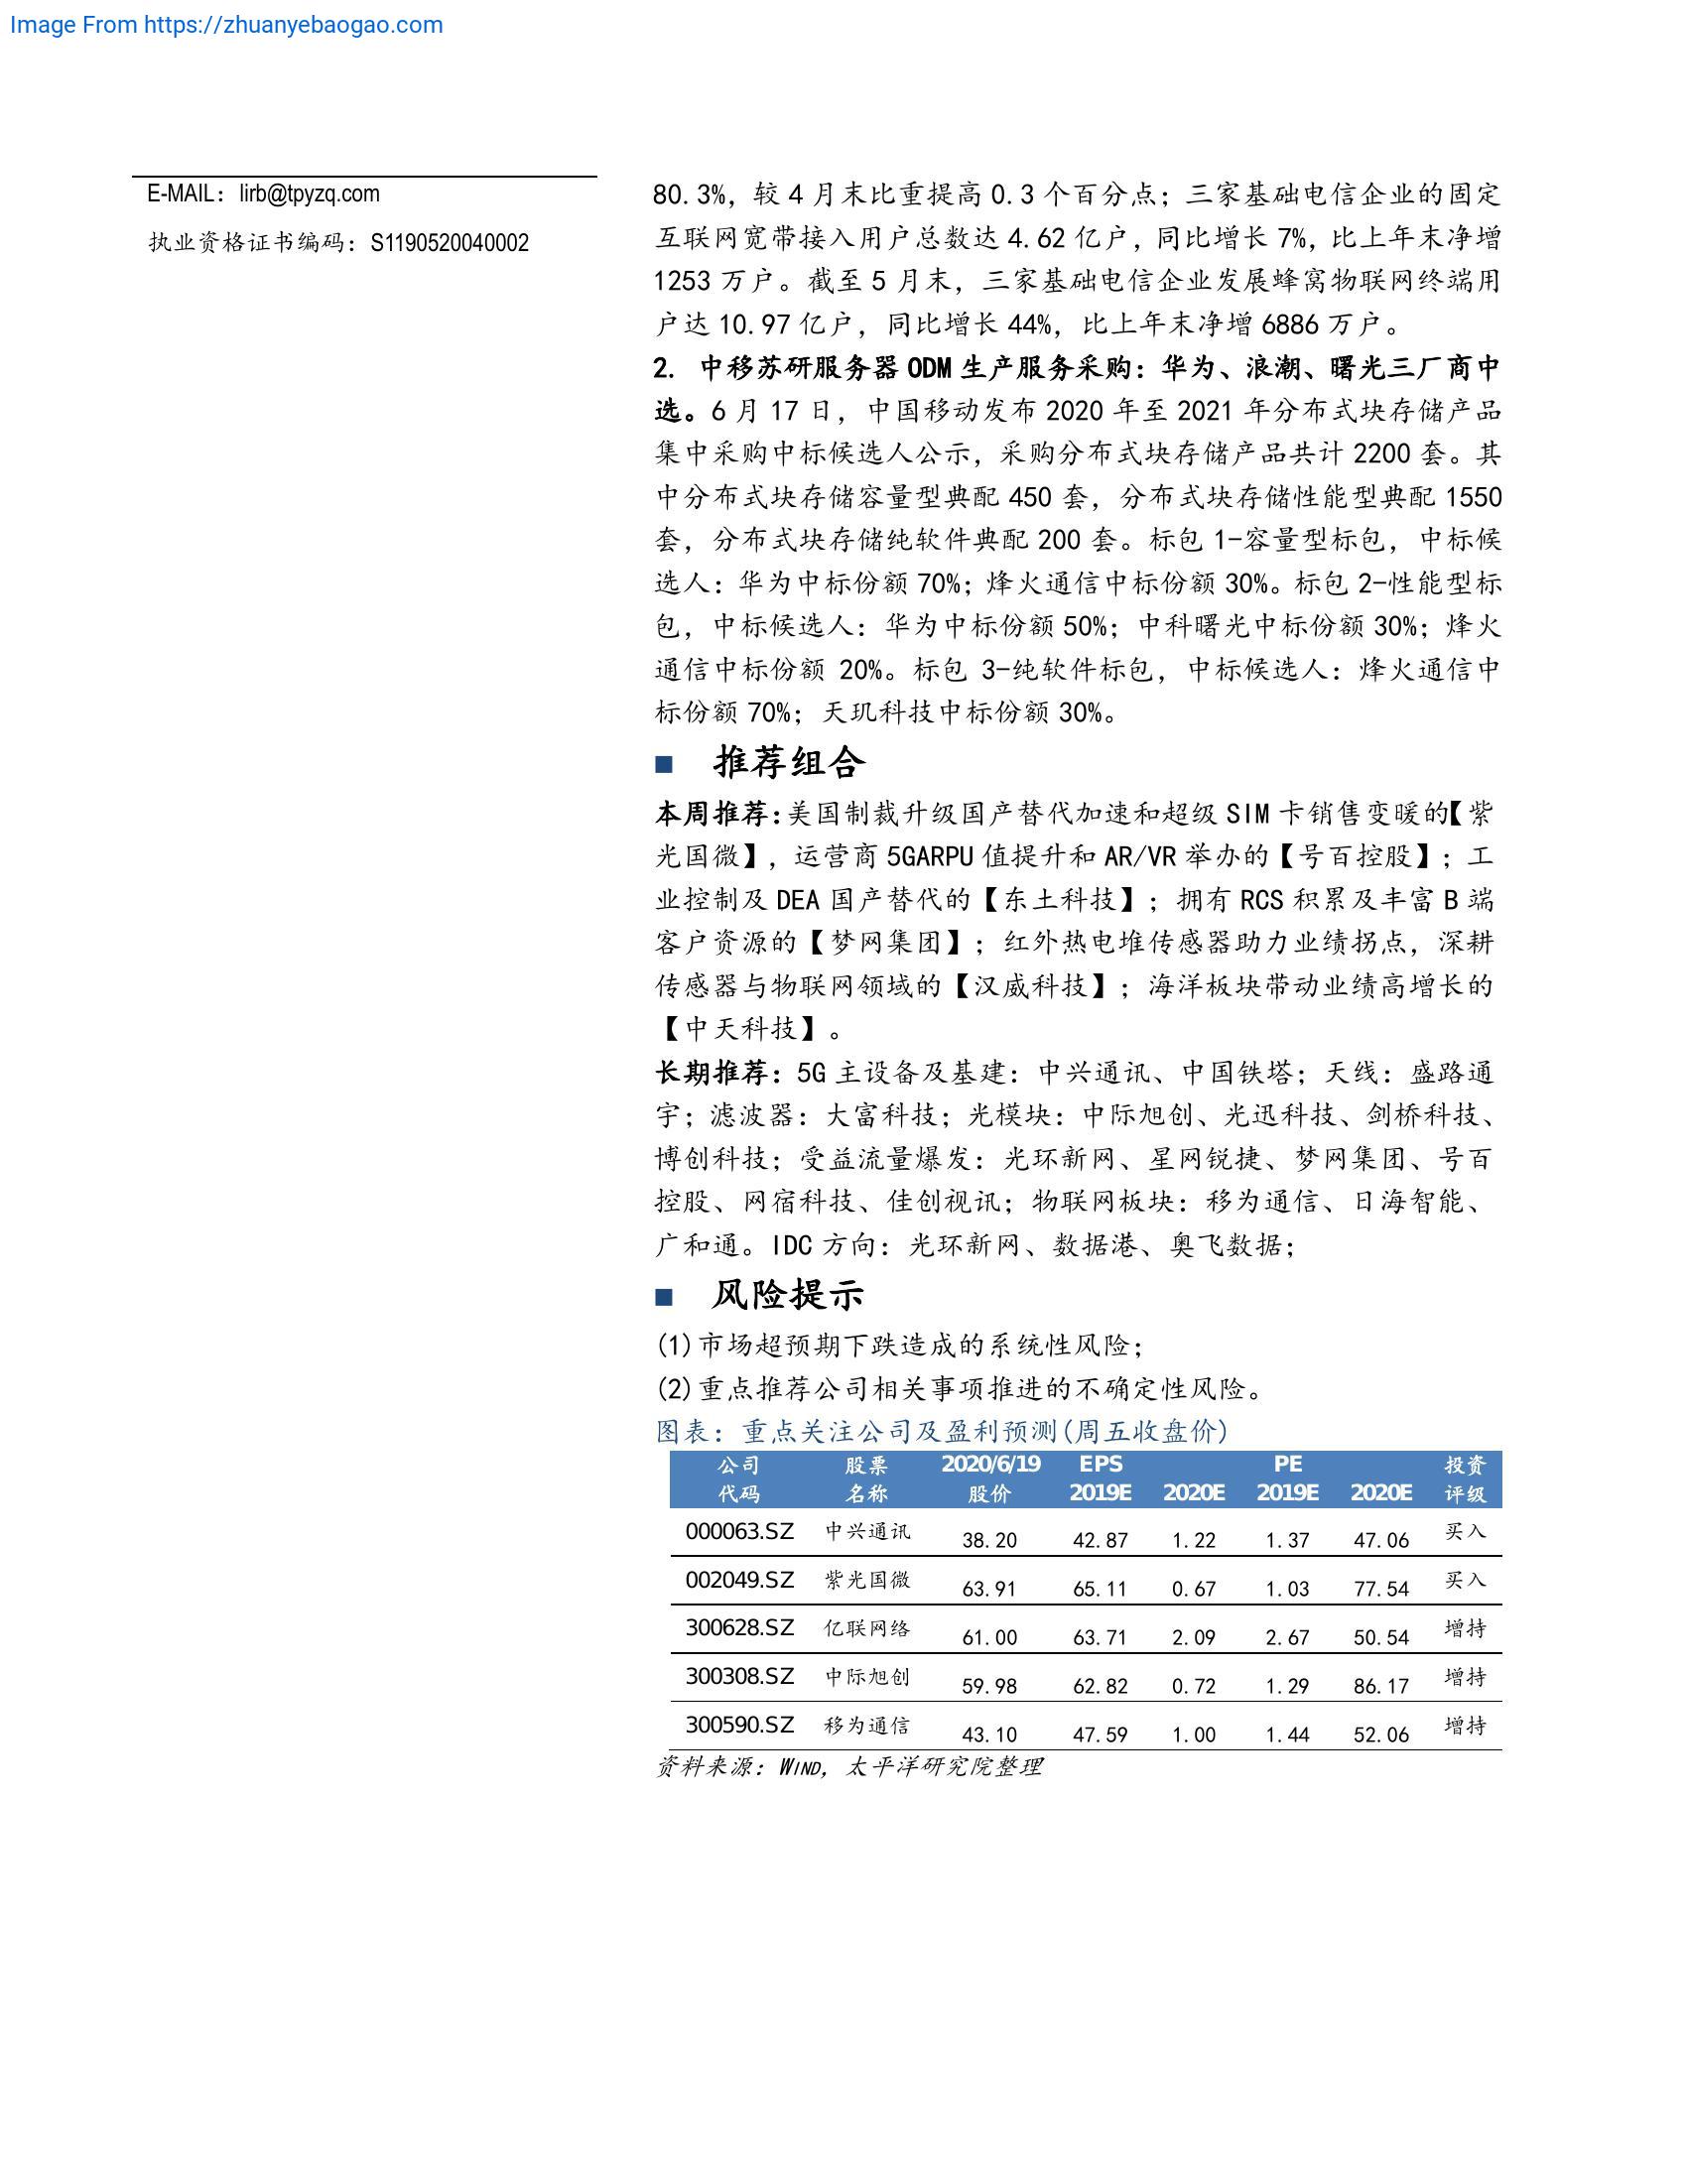 Image From https://zhuanyebaogao.com
E-MAIL：lirb@tpyzq.com
执业资格证书编码：S1190520040002
80.3%，较 4 月末比重提高 0.3 个百分点；三家基础电信企业的固定
互联网宽带接入用户总数达 4.62 亿户，同比增长 7%，比上年末净增
1253 万户。截至 5 月末，三家基础电信企业发展蜂窝物联网终端用
户达 10.97 亿户，同比增长 44%，比上年末净增 6886 万户。
2. 中移苏研服务器 ODM 生产服务采购：华为、浪潮、曙光三厂商中
选。6 月 17 日，中国移动发布 2020 年至 2021 年分布式块存储产品
集中采购中标候选人公示，采购分布式块存储产品共计 2200 套。其
中分布式块存储容量型典配 450 套，分布式块存储性能型典配 1550
套，分布式块存储纯软件典配 200 套。标包 1-容量型标包，中标候
选人：华为中标份额 70%；烽火通信中标份额 30%。标包 2-性能型标
包，中标候选人：华为中标份额 50%；中科曙光中标份额 30%；烽火
通信中标份额 20%。标包 3-纯软件标包，中标候选人：烽火通信中
标份额 70%；天玑科技中标份额 30%。
■ 推荐组合
本周推荐：美国制裁升级国产替代加速和超级 SIM 卡销售变暖的【紫
光国微】，运营商 5GARPU 值提升和 AR/VR 举办的【号百控股】；工
业控制及 DEA 国产替代的【东土科技】；拥有 RCS 积累及丰富 B 端
客户资源的【梦网集团】；红外热电堆传感器助力业绩拐点，深耕
传感器与物联网领域的【汉威科技】；海洋板块带动业绩高增长的
【中天科技】。
长期推荐：5G 主设备及基建：中兴通讯、中国铁塔；天线：盛路通
宇；滤波器：大富科技；光模块：中际旭创、光迅科技、剑桥科技、
博创科技；受益流量爆发：光环新网、星网锐捷、梦网集团、号百
控股、网宿科技、佳创视讯；物联网板块：移为通信、日海智能、
广和通。IDC 方向：光环新网、数据港、奥飞数据；
■ 风险提示
(1)市场超预期下跌造成的系统性风险；
(2)重点推荐公司相关事项推进的不确定性风险。
图表：重点关注公司及盈利预测(周五收盘价)
公司 股票 2020/6/19 EPS PE 投资
代码 名称 股价 2019E 2020E 2019E 2020E 评级
000063.SZ 中兴通讯 38.20 42.87 1.22 1.37 47.06 买入
002049.SZ 紫光国微 63.91 65.11 0.67 1.03 77.54 买入
300628.SZ 亿联网络 61.00 63.71 2.09 2.67 50.54 增持
300308.SZ 中际旭创 59.98 62.82 0.72 1.29 86.17 增持
300590.SZ 移为通信 43.10 47.59 1.00 1.44 52.06 增持
资料来源：WIND，太平洋研究院整理